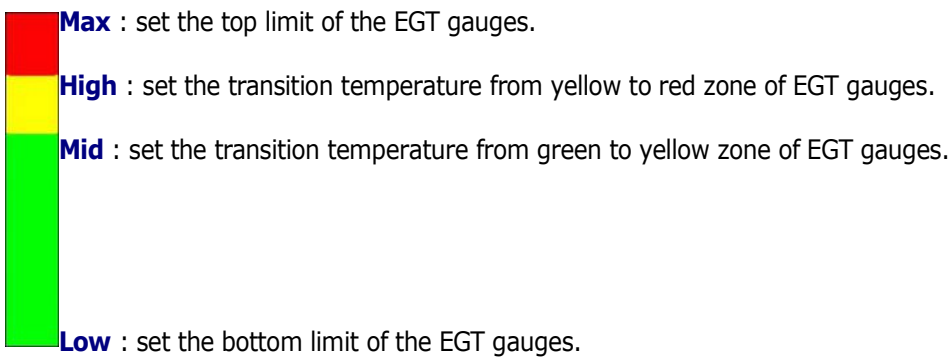 Max : set the top limit of the EGT gauges.
High : set the transition temperature from yellow to red zone of EGT gauges.
Mid : set the transition temperature from green to yellow zone of EGT gauges.
Low : set the bottom limit of the EGT gauges.